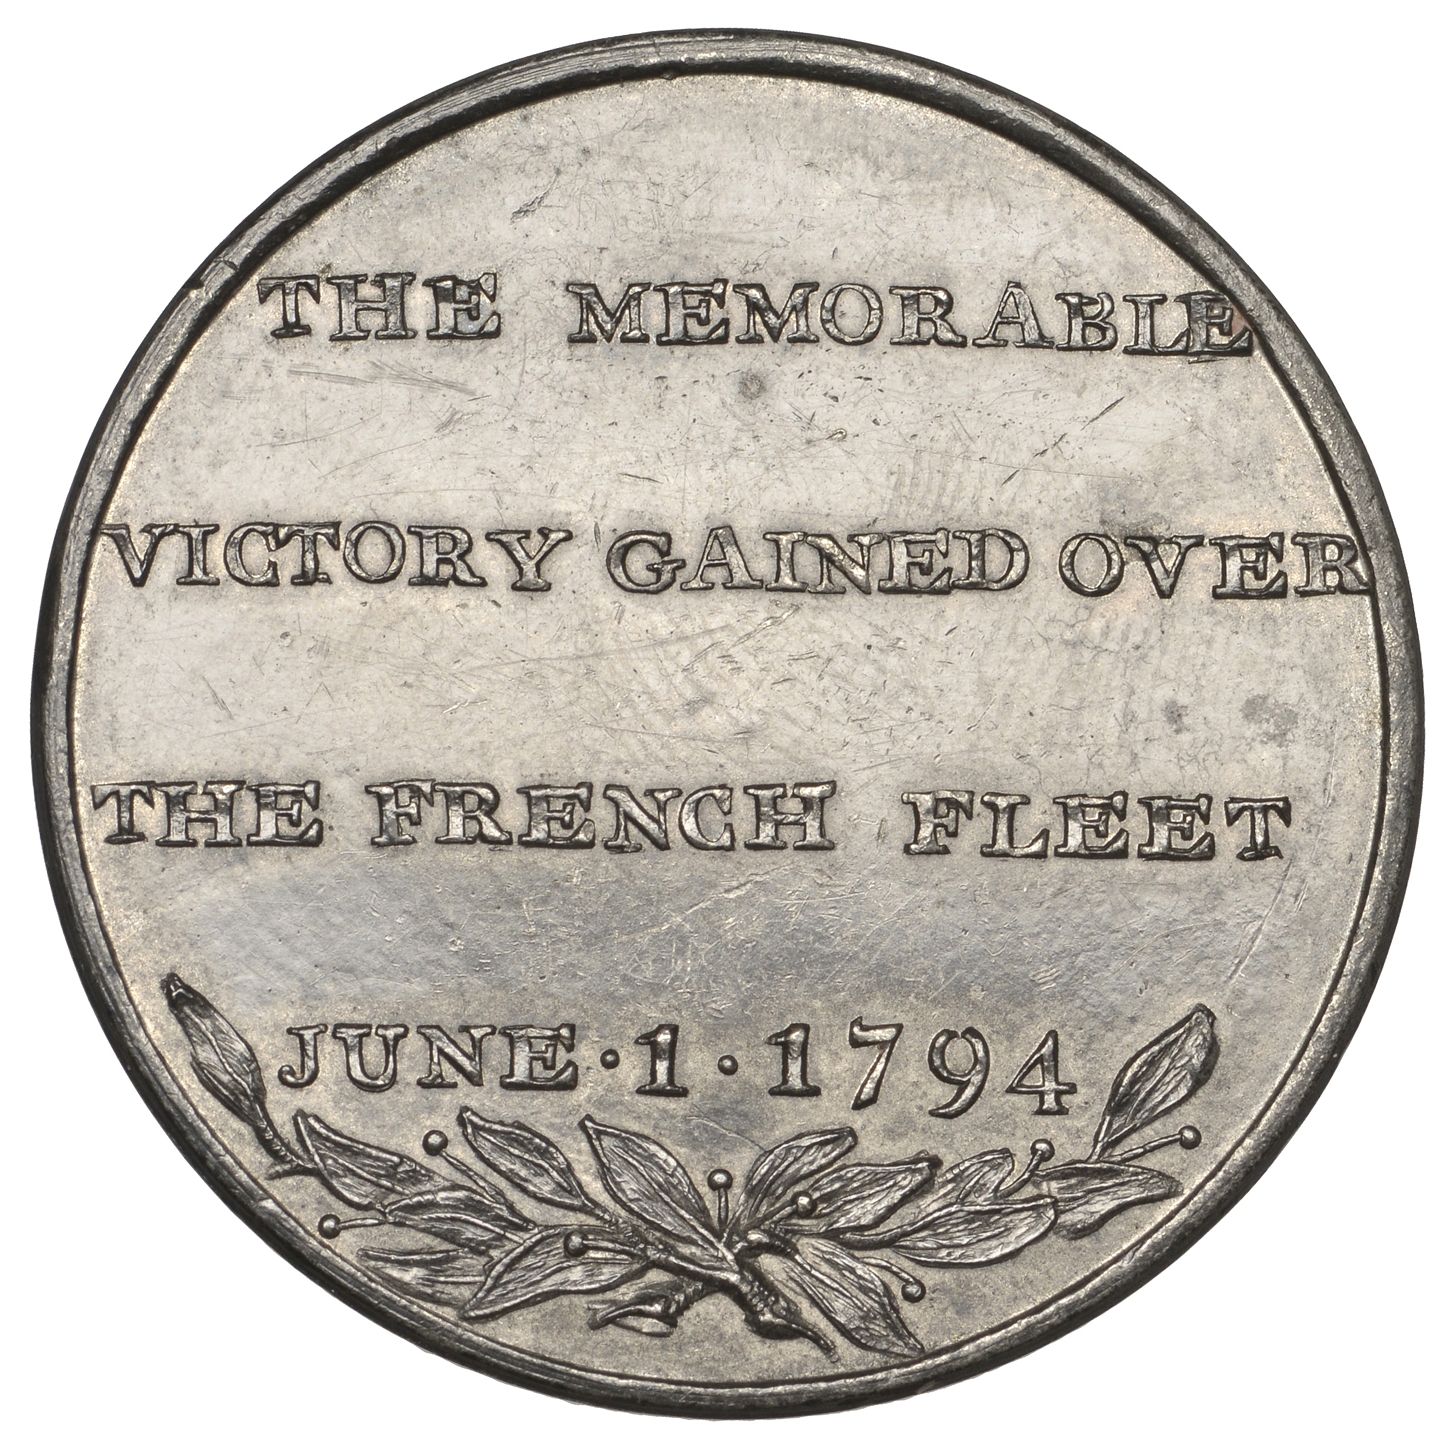 THE MEMORABLE
VICTORY GAINED OVER
THE FRENCH FLEET
JUNE·1·1794